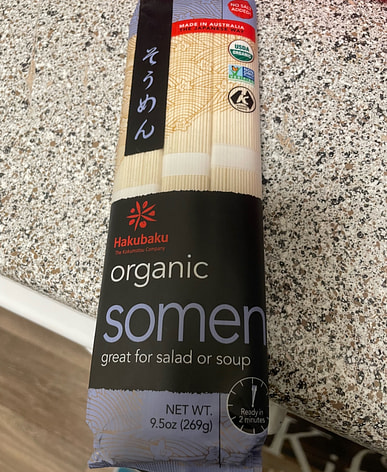 NO SALT
ADDED!
MADE IN AUSTRALIA
THE JAPANESE WAY
USDA
ORGANIC
そうめん
Hakubaku
The Kokumotsu Company
organic
somen
great for salad or soup
NET WT.
9.5oz (269g)
Ready in
2 minutes